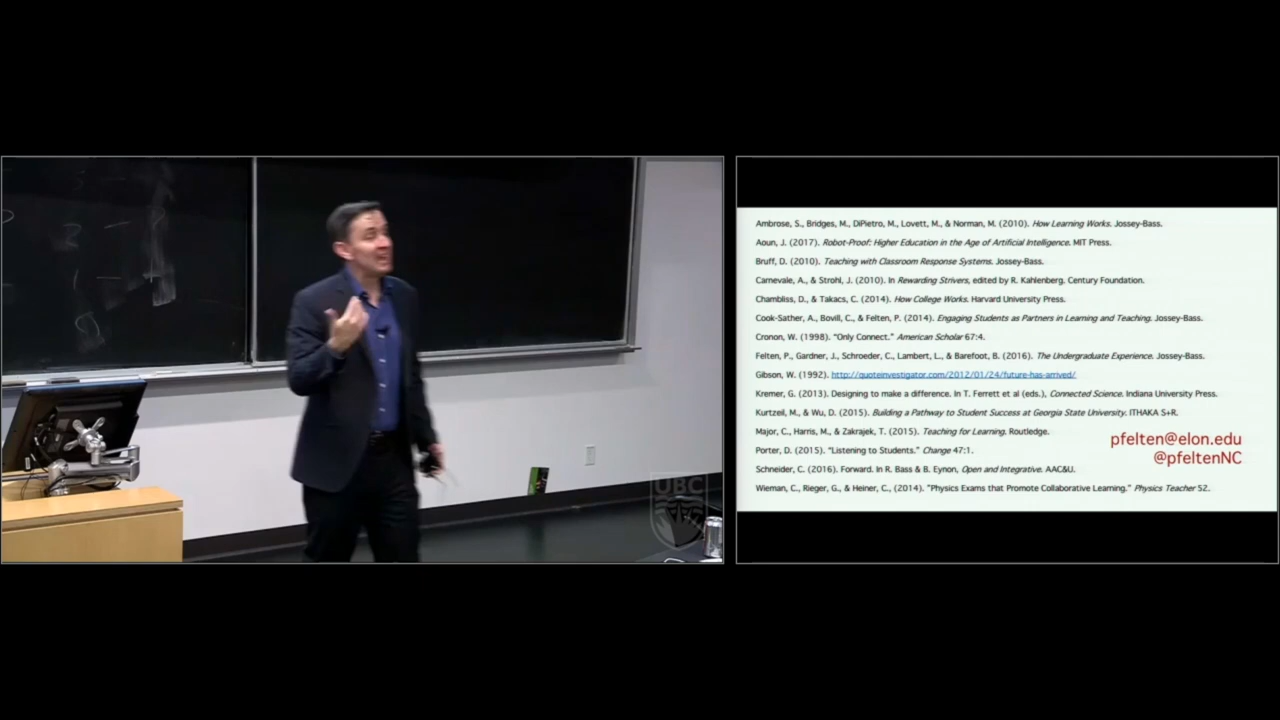 Ambrose, S., Bridges, M., DiPietro, M., Lovett, M., & Norman, M. (2010). How Learning Works. Jossey-Bass.
Aoun, J. (2017). Robot-Proof: Higher Education in the Age of Artificial Intelligence. MIT Press.
Bruff, D. (2010). Teaching with Classroom Response Systems. Jossey-Bass.
Carnevale, A., & Strohl, J. (2010). In Rewarding Strivers, edited by R. Kahlenberg. Century Foundation.
Chambliss, D., & Takacs, C. (2014). How College Works. Harvard University Press.
Cook-Sather, A., Bovill, C., & Felten, P. (2014). Engaging Students as Partners in Learning and Teaching. Jossey-Bass.
Cronon, W. (1998). "Only Connect." American Scholar 67:4.
Felten, P., Gardner, J., Schroeder, C., Lambert, L., & Barefoot, B. (2016). The Undergraduate Experience. Jossey-Bass.
Gibson, W. (1992). http://quoteinvestigator.com/2012/01/24/future-has-arrived/
Kremer, G. (2013). Designing to make a difference. In T. Ferrett et al (eds.), Connected Science. Indiana University Press.
Kurtzeil, M., & Wu, D. (2015). Building a Pathway to Student Success at Georgia State University. ITHAKA S+R.
Major, C., Harris, M., & Zakrajek, T. (2015). Teaching for Learning. Routledge.
Porter, D. (2015). "Listening to Students." Change 47:1.
Schneider, C. (2016). Forward. In R. Bass & B. Eynon, Open and Integrative. AAC&U.
Wieman, C., Rieger, G., & Heiner, C., (2014). "Physics Exams that Promote Collaborative Learning." Physics Teacher 52.
pfelten@elon.edu
@pfeltenNC
UBC